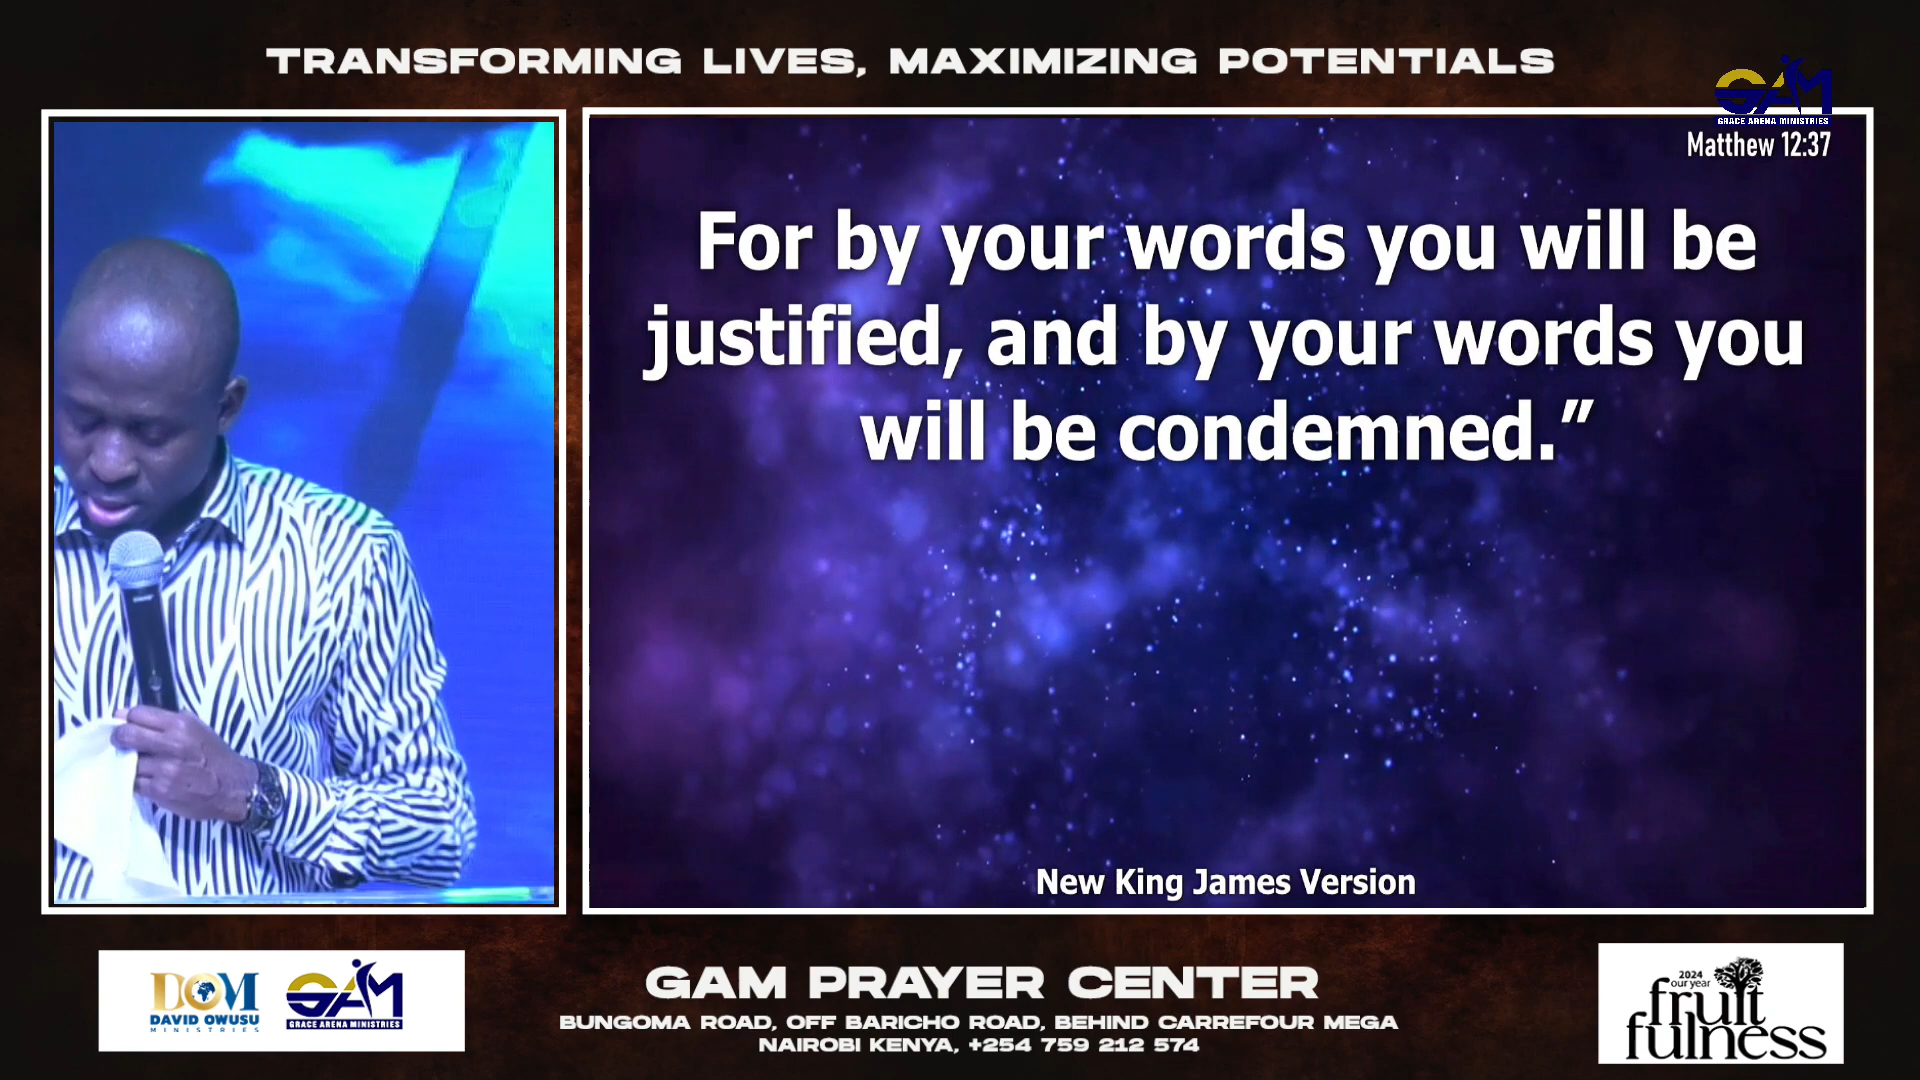 TRANSFORMING LIVES, MAXIMIZING POTENTIALS
GAM
GRACE ARENA MINISTRIES
Matthew 12:37
For by your words you will be
justified, and by your words you
will be condemned.”
New King James Version
DOM
DAVID OWUSU
MINISTRIES
GAM
GRACE ARENA MINISTRIES
GAM PRAYER CENTER
BUNGOMA ROAD, OFF BARICHO ROAD, BEHIND CARREFOUR MEGA
NAIROBI KENYA, +254 759 212 574
2024
our year
fruit
fulness